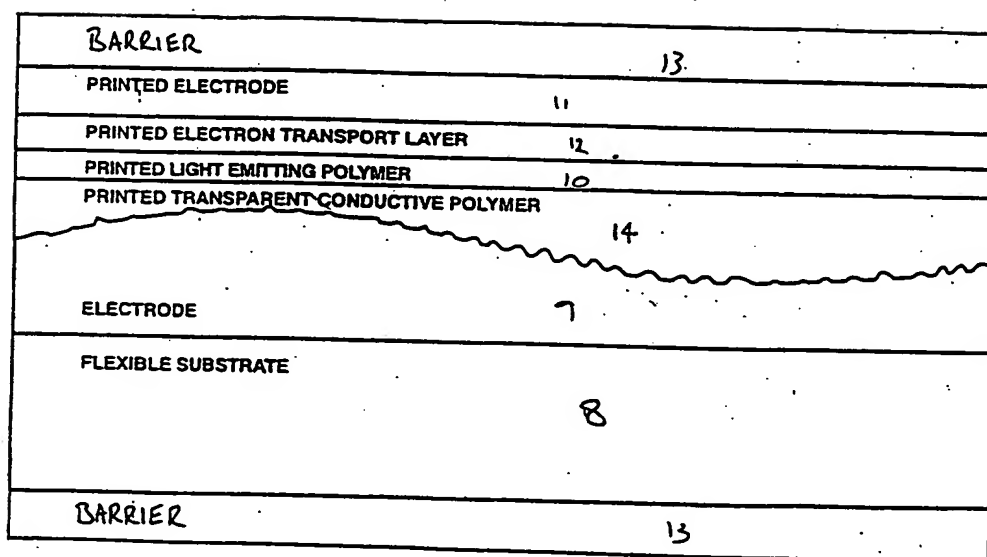 BARRIER 13.
PRINTED ELECTRODE 11
PRINTED ELECTRON TRANSPORT LAYER 12
PRINTED LIGHT EMITTING POLYMER 10
PRINTED TRANSPARENT CONDUCTIVE POLYMER
14
ELECTRODE 7
FLEXIBLE SUBSTRATE
8
BARRIER 13